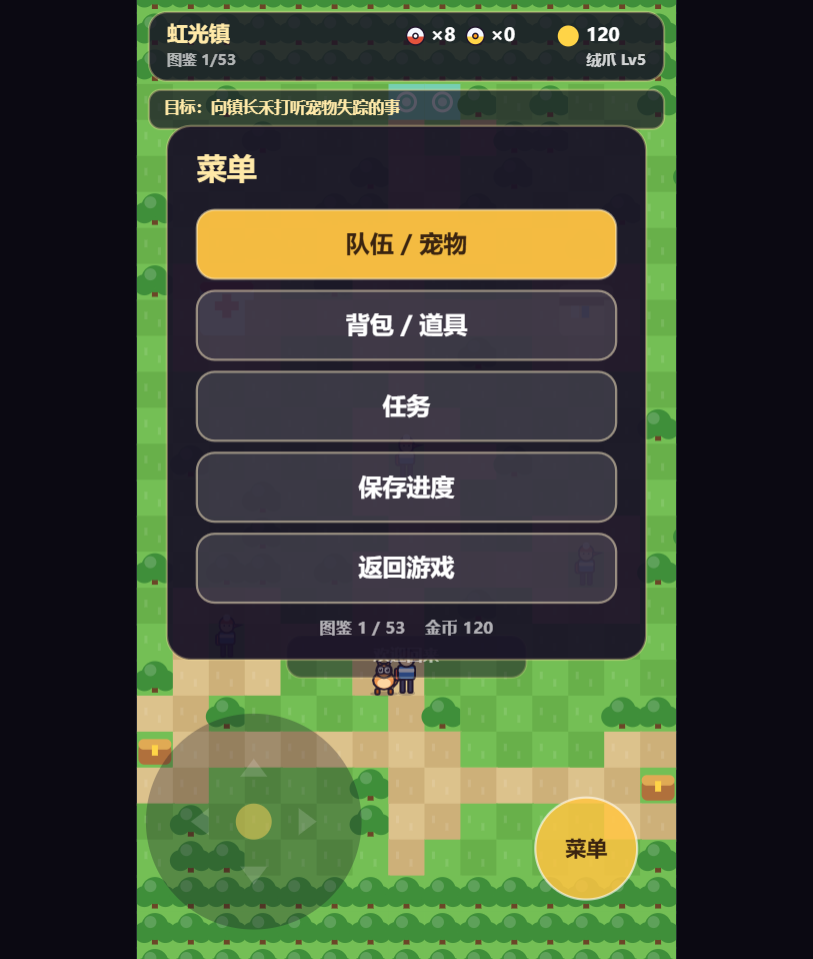 虹光镇 ×8 ×0 120
图鉴 1/53 绒爪 Lv5
目标：向镇长禾打听宠物失踪的事
菜单
队伍 / 宠物
背包 / 道具
任务
保存进度
返回游戏
图鉴 1 / 53 金币 120
菜单